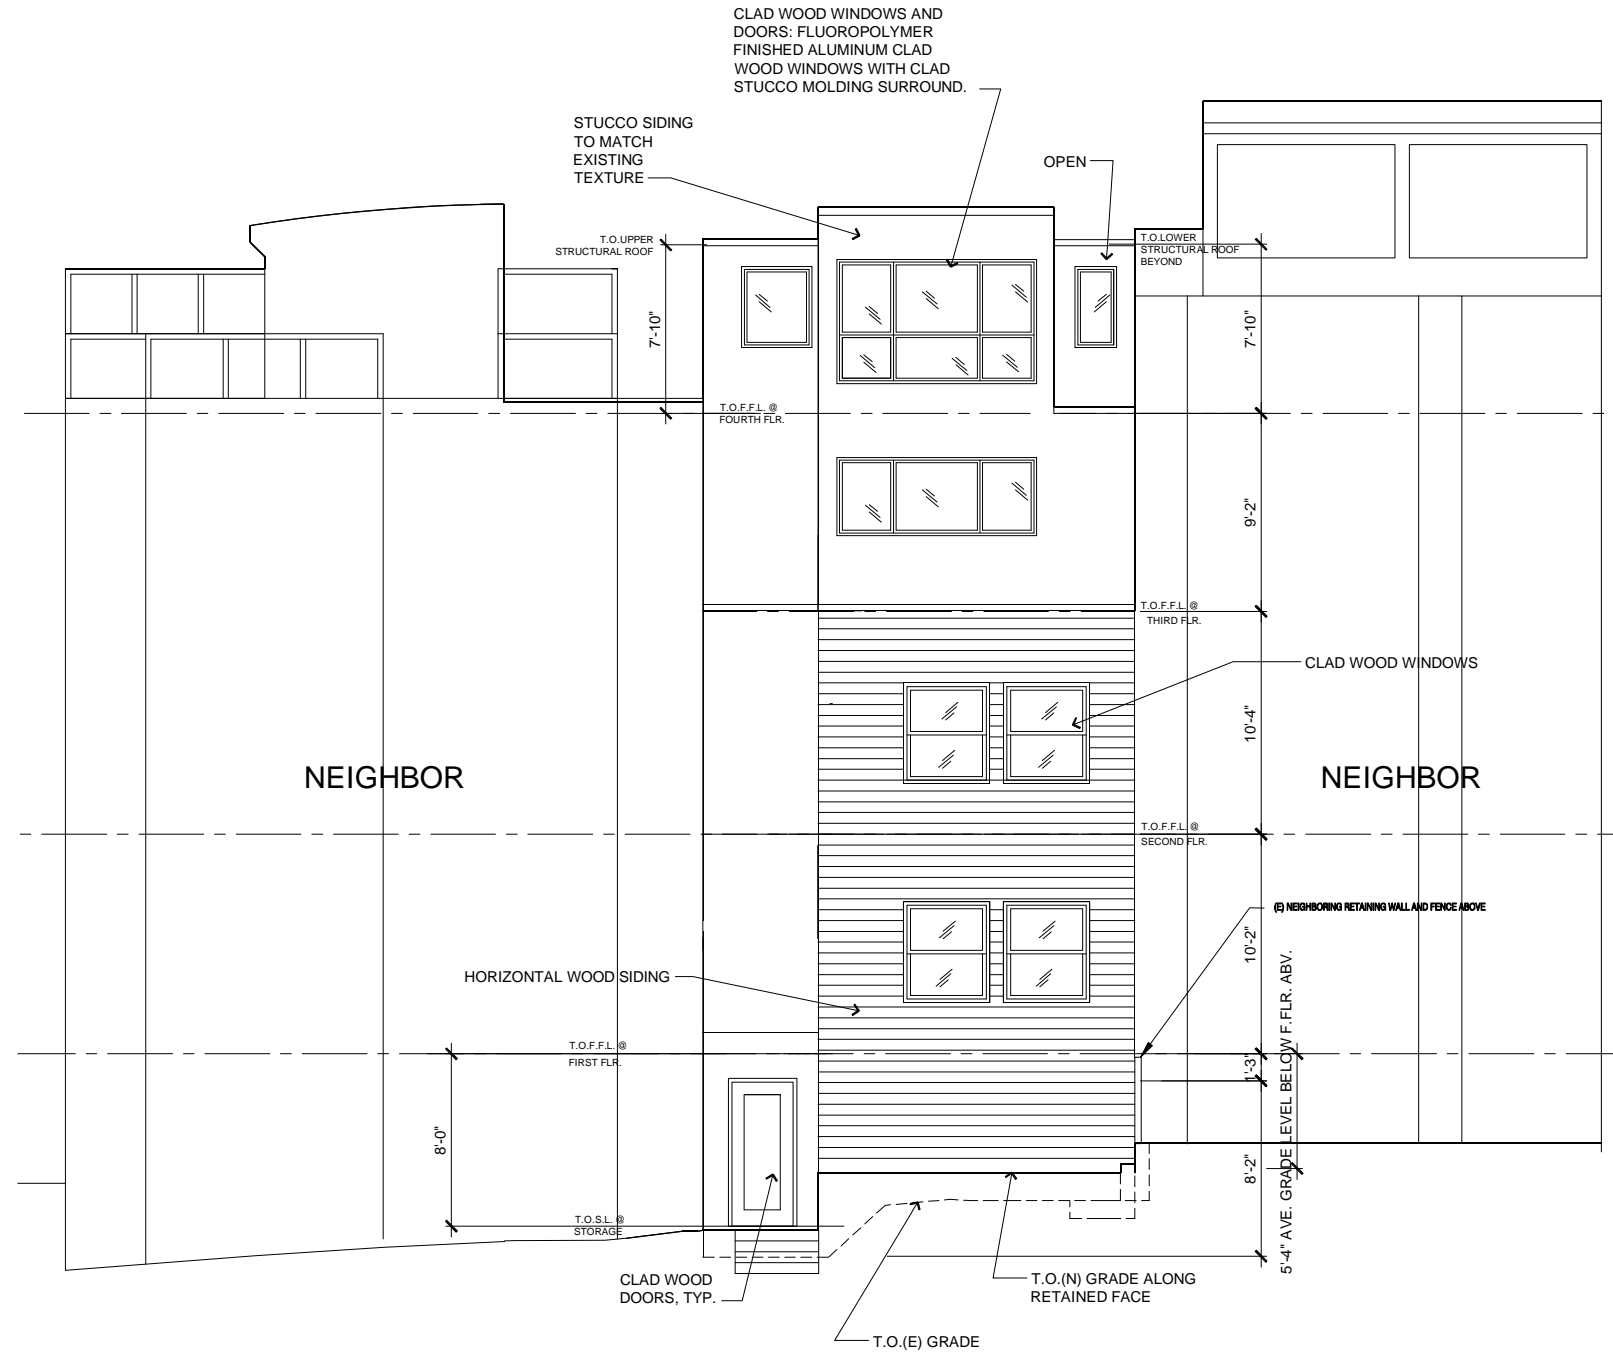 CLAD WOOD WINDOWS AND
DOORS: FLUOROPOLYMER
FINISHED ALUMINUM CLAD
WOOD WINDOWS WITH CLAD
STUCCO MOLDING SURROUND.
STUCCO SIDING
TO MATCH
EXISTING
TEXTURE
OPEN
T.O.UPPER
STRUCTURAL ROOF
T.O.LOWER
STRUCTURAL ROOF
BEYOND
7'-10"
7'-10"
T.O.F.F.L. @
FOURTH FLR.
9'-2"
T.O.F.F.L. @
THIRD FLR.
CLAD WOOD WINDOWS
10'-4"
NEIGHBOR
NEIGHBOR
T.O.F.F.L. @
SECOND FLR.
(E) NEIGHBORING RETAINING WALL AND FENCE ABOVE
10'-2"
HORIZONTAL WOOD SIDING
T.O.F.F.L. @
FIRST FLR.
1'-3"
5'-4" AVE. GRADE LEVEL BELOW F.FLR. ABV.
8'-0"
8'-2"
T.O.S.L. @
STORAGE
CLAD WOOD
DOORS, TYP.
T.O.(N) GRADE ALONG
RETAINED FACE
T.O.(E) GRADE